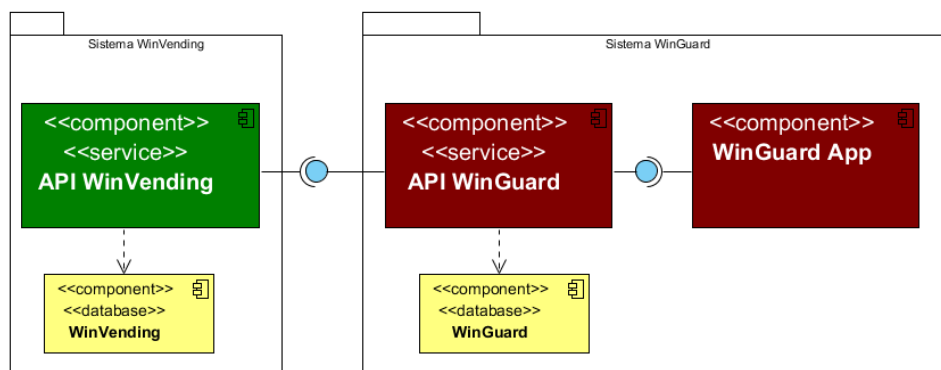 Sistema WinVending
Sistema WinGuard
<<component>>
<<service>>
API WinVending
<<component>>
<<service>>
API WinGuard
<<component>>
WinGuard App
<<component>>
<<database>>
WinVending
<<component>>
<<database>>
WinGuard